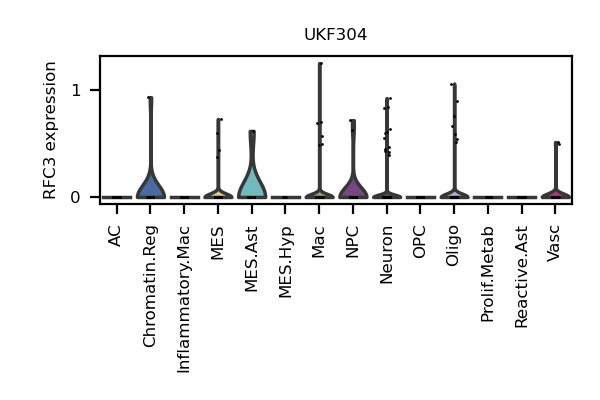 UKF304
RFC3 expression
1
0
AC
Chromatin.Reg
Inflammatory.Mac
MES
MES.Ast
MES.Hyp
Mac
NPC
Neuron
OPC
Oligo
Prolif.Metab
Reactive.Ast
Vasc